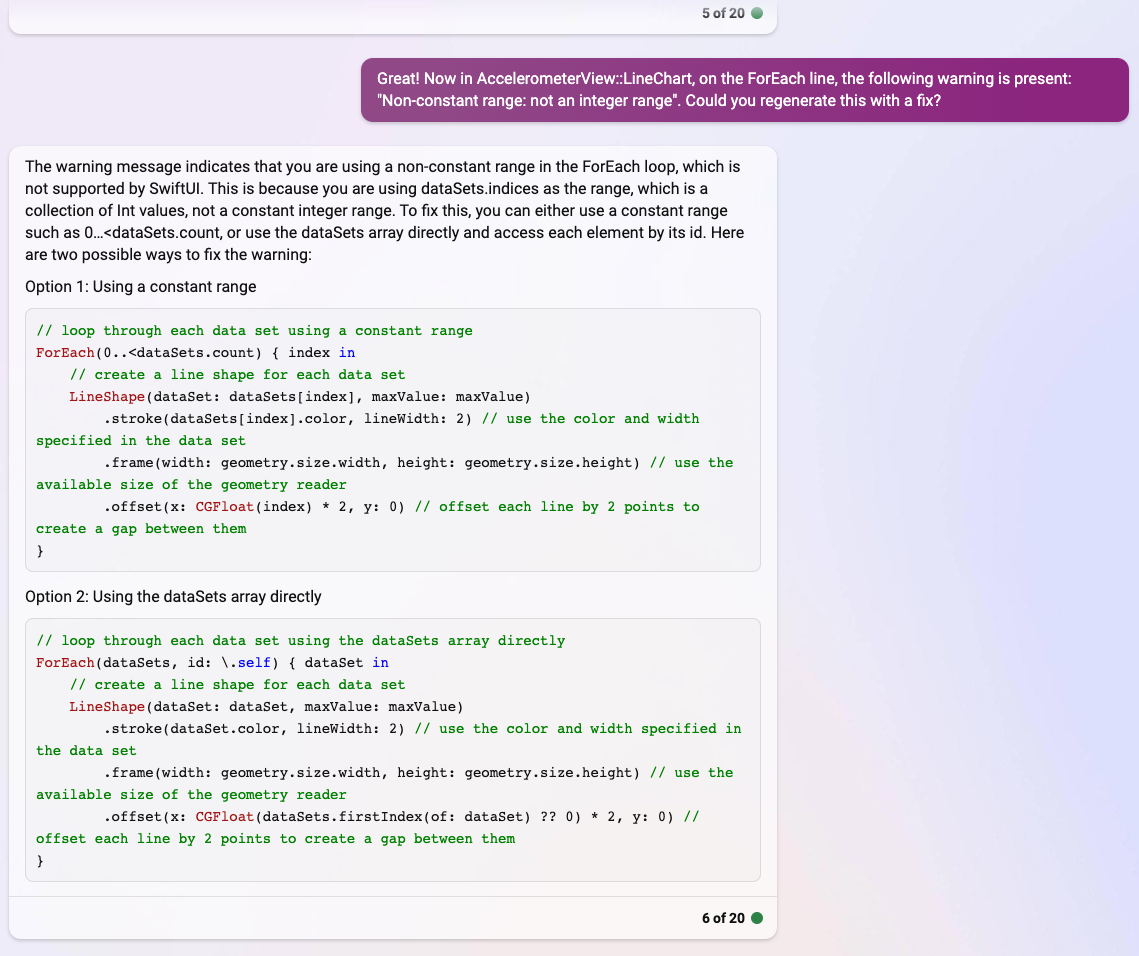 5 of 20
Great! Now in AccelerometerView::LineChart, on the ForEach line, the following warning is present:
"Non-constant range: not an integer range". Could you regenerate this with a fix?
The warning message indicates that you are using a non-constant range in the ForEach loop, which is
not supported by SwiftUI. This is because you are using dataSets.indices as the range, which is a
collection of Int values, not a constant integer range. To fix this, you can either use a constant range
such as 0...<dataSets.count, or use the dataSets array directly and access each element by its id. Here
are two possible ways to fix the warning:
Option 1: Using a constant range
// loop through each data set using a constant range
ForEach(0..<dataSets.count) { index in
    // create a line shape for each data set
    LineShape(dataSet: dataSets[index], maxValue: maxValue)
        .stroke(dataSets[index].color, lineWidth: 2) // use the color and width
specified in the data set
        .frame(width: geometry.size.width, height: geometry.size.height) // use the
available size of the geometry reader
        .offset(x: CGFloat(index) * 2, y: 0) // offset each line by 2 points to
create a gap between them
}
Option 2: Using the dataSets array directly
// loop through each data set using the dataSets array directly
ForEach(dataSets, id: \.self) { dataSet in
    // create a line shape for each data set
    LineShape(dataSet: dataSet, maxValue: maxValue)
        .stroke(dataSet.color, lineWidth: 2) // use the color and width specified in
the data set
        .frame(width: geometry.size.width, height: geometry.size.height) // use the
available size of the geometry reader
        .offset(x: CGFloat(dataSets.firstIndex(of: dataSet) ?? 0) * 2, y: 0) //
offset each line by 2 points to create a gap between them
}
6 of 20